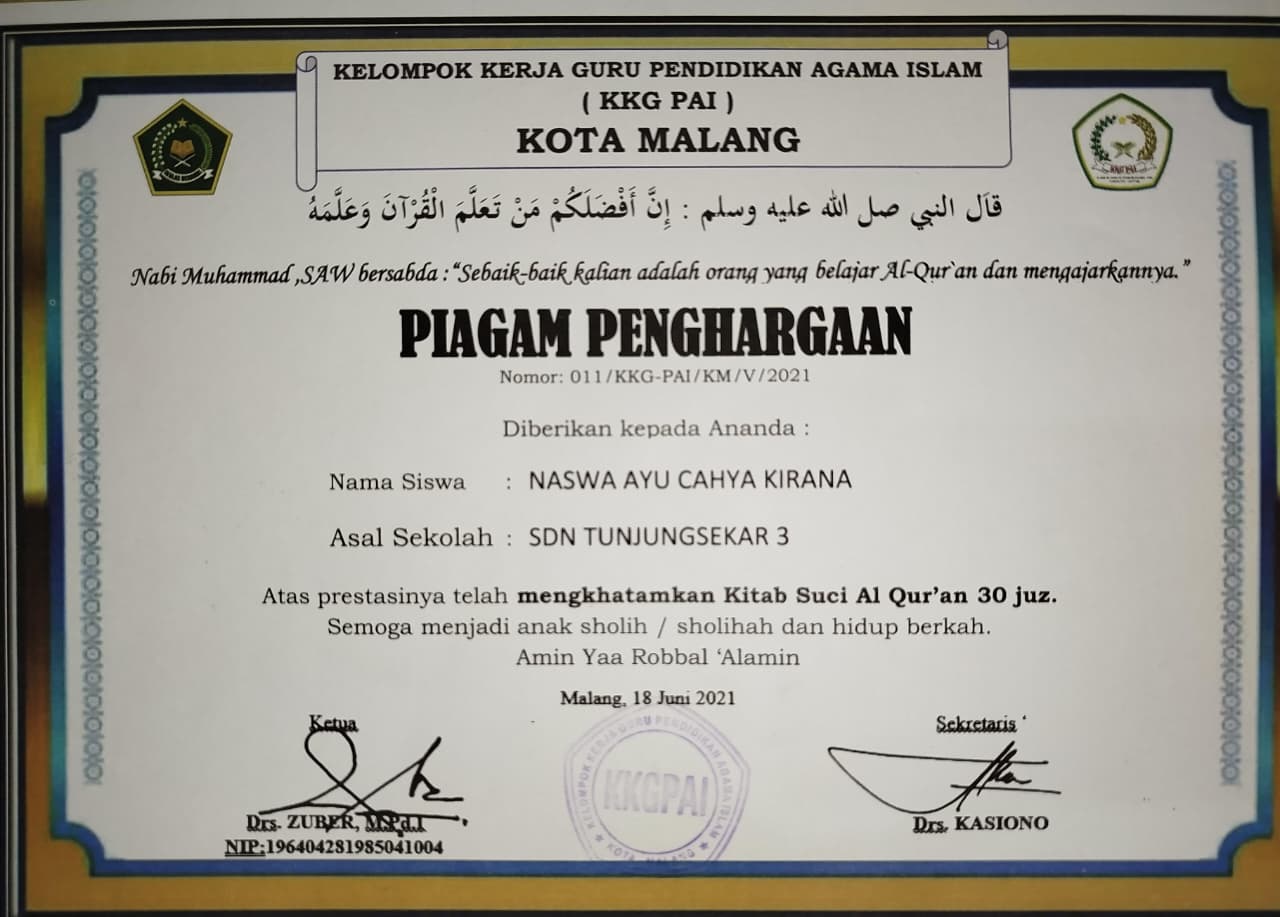 KELOMPOK KERJA GURU PENDIDIKAN AGAMA ISLAM
( KKG PAI )
KOTA MALANG
قاَل النبي صل الله عليه وسلم : إِنَّ أَفْضَلَكُمْ مَنْ تَعَلَّمَ الْقُرْآنَ وَعَلَّمَهُ
Nabi Muhammad ,SAW bersabda : “Sebaik-baik kalian adalah orang yang belajar Al-Qur`an dan mengajarkannya.”
PIAGAM PENGHARGAAN
Nomor: 011/KKG-PAI/KM/V/2021
Diberikan kepada Ananda :
Nama Siswa : NASWA AYU CAHYA KIRANA
Asal Sekolah : SDN TUNJUNGSEKAR 3
Atas prestasinya telah mengkhatamkan Kitab Suci Al Qur’an 30 juz.
Semoga menjadi anak sholih / sholihah dan hidup berkah.
Amin Yaa Robbal ‘Alamin
Malang, 18 Juni 2021
Ketua
Sekretaris ‘
KELOMPOK KERJA GURU PENDIDIKAN AGAMA ISLAM
KKGPAI
KOTA MALANG
Drs. ZUBER, M.Pd.I
Drs. KASIONO
NIP:196404281985041004